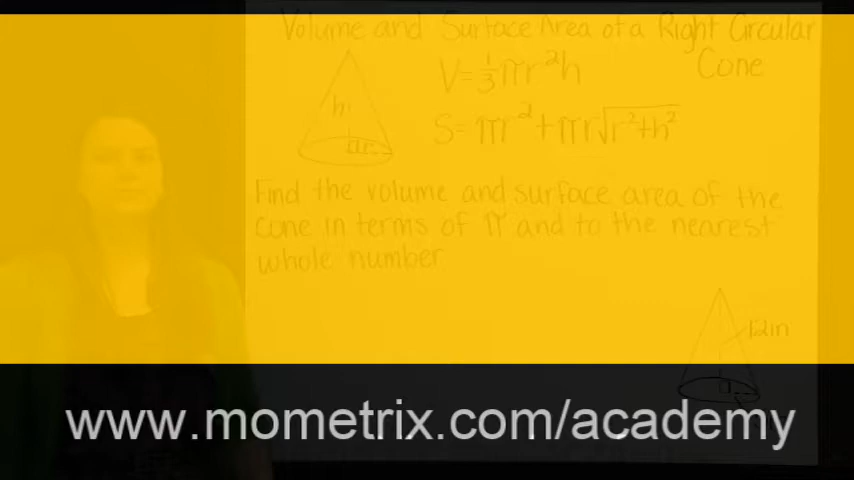 Volume and Surface Area of a Right Circular
Cone
V=⅓πr²h
h
r
S= πr² + πr√r²+h²
Find the volume and surface area of the
cone in terms of π and to the nearest
whole number
12in
www.mometrix.com/academy